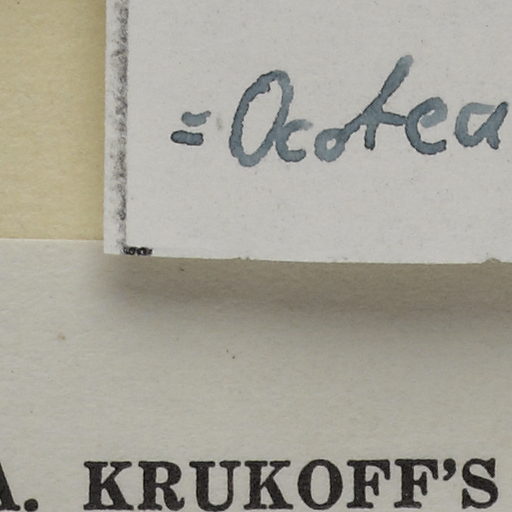 = Ocotea
A. KRUKOFF'S